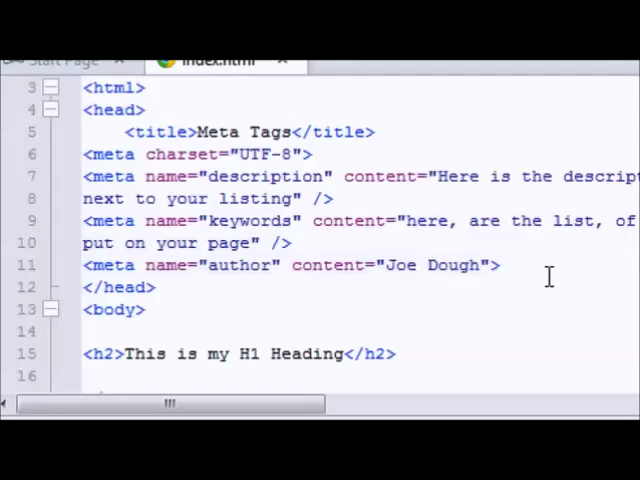 Start Page
index.html
3 <html>
4 <head>
5 <title>Meta Tags</title>
6 <meta charset="UTF-8">
7 <meta name="description" content="Here is the descript
8 next to your listing" />
9 <meta name="keywords" content="here, are the list, of
10 put on your page" />
11 <meta name="author" content="Joe Dough">
12 </head>
13 <body>
14
15 <h2>This is my H1 Heading</h2>
16